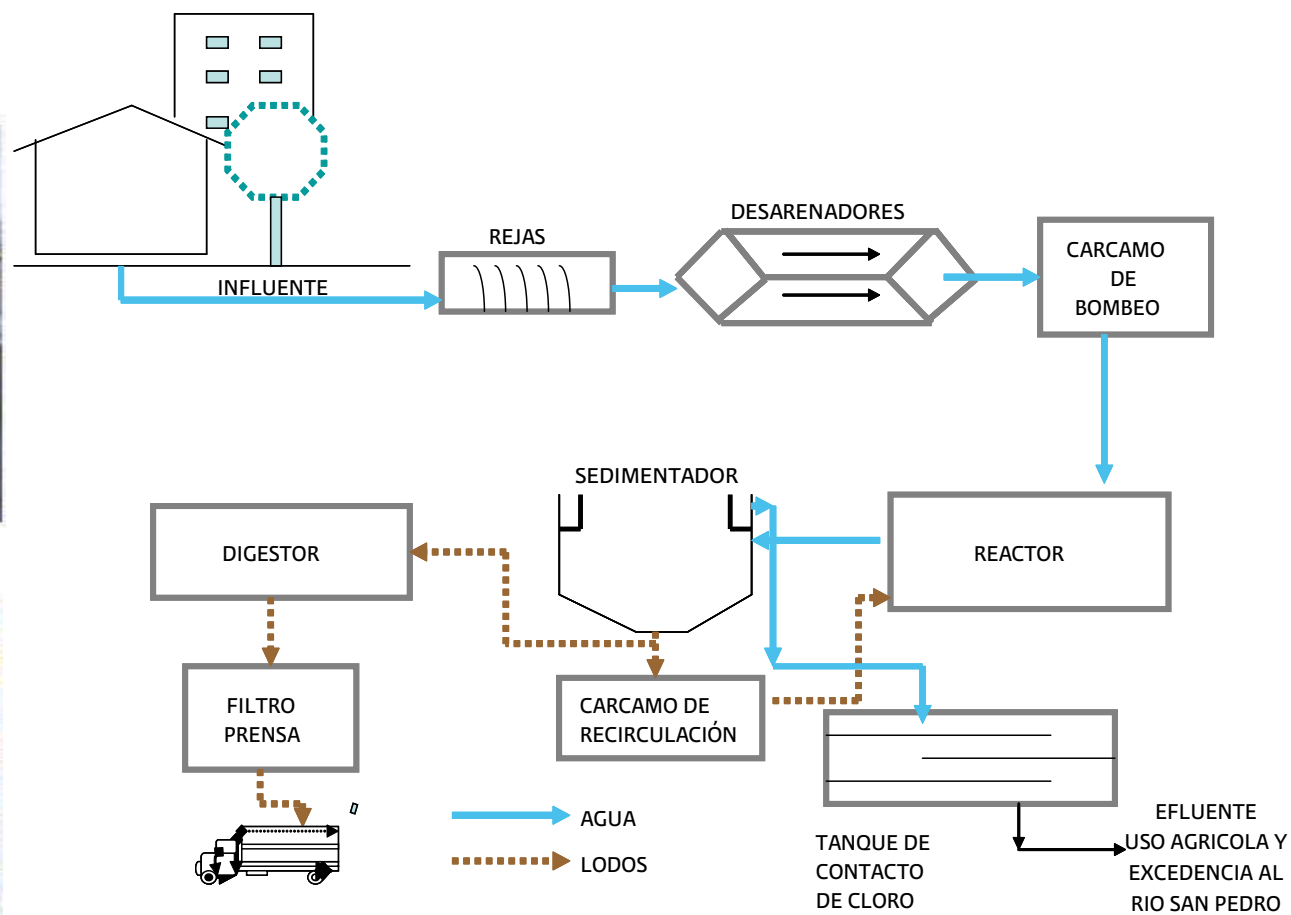 INFLUENTE
REJAS
DESARENADORES
CARCAMO
DE
BOMBEO
SEDIMENTADOR
DIGESTOR
REACTOR
FILTRO
PRENSA
CARCAMO DE
RECIRCULACIÓN
AGUA
LODOS
TANQUE DE
CONTACTO
DE CLORO
EFLUENTE
USO AGRICOLA Y
EXCEDENCIA AL
RIO SAN PEDRO